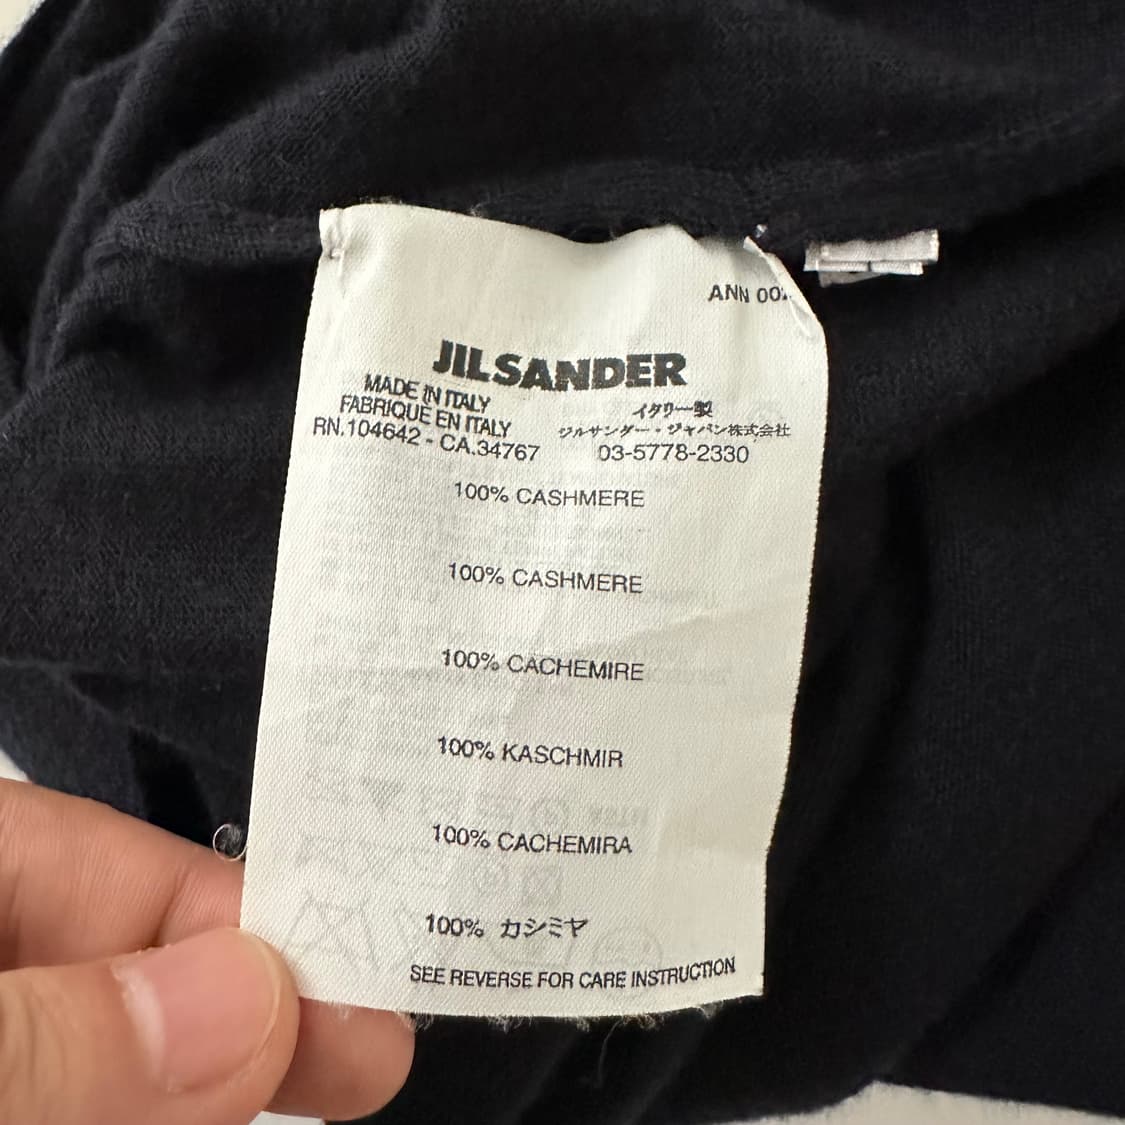 ANN 00
JILSANDER
MADE IN ITALY
FABRIQUE EN ITALY
RN.104642 - CA.34767
イタリー製
ジルサンダー・ジャパン株式会社
03-5778-2330
100% CASHMERE
100% CASHMERE
100% CACHEMIRE
100% KASCHMIR
100% CACHEMIRA
100% カシミヤ
SEE REVERSE FOR CARE INSTRUCTION